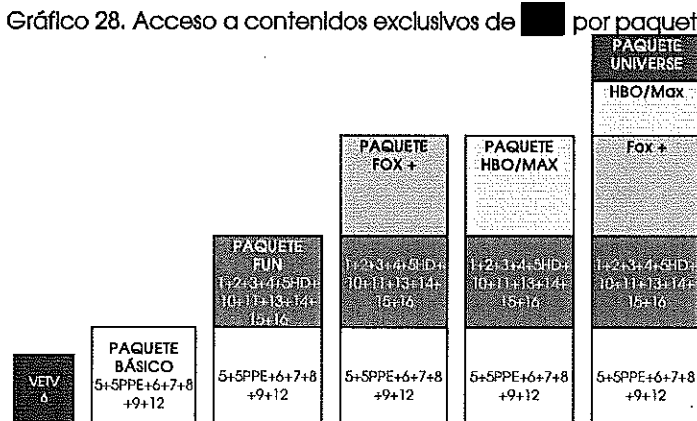 Gráfico 28. Acceso a contenidos exclusivos de por paquet
PAQUETE
UNIVERSE
HBO/Max
PAQUETE
FOX +
PAQUETE
HBO/MAX
Fox +
PAQUETE
FUN
1+2+3+4+5HD+
10+11+13+14+
15+16
1+2+3+4+5HD+
10+11+13+14+
15+16
1+2+3+4+5HD+
10+11+13+14+
15+16
1+2+3+4+5HD+
10+11+13+14+
15+16
VETV
6
PAQUETE
BÁSICO
5+5PPE+6+7+8
+9+12
5+5PPE+6+7+8
+9+12
5+5PPE+6+7+8
+9+12
5+5PPE+6+7+8
+9+12
5+5PPE+6+7+8
+9+12